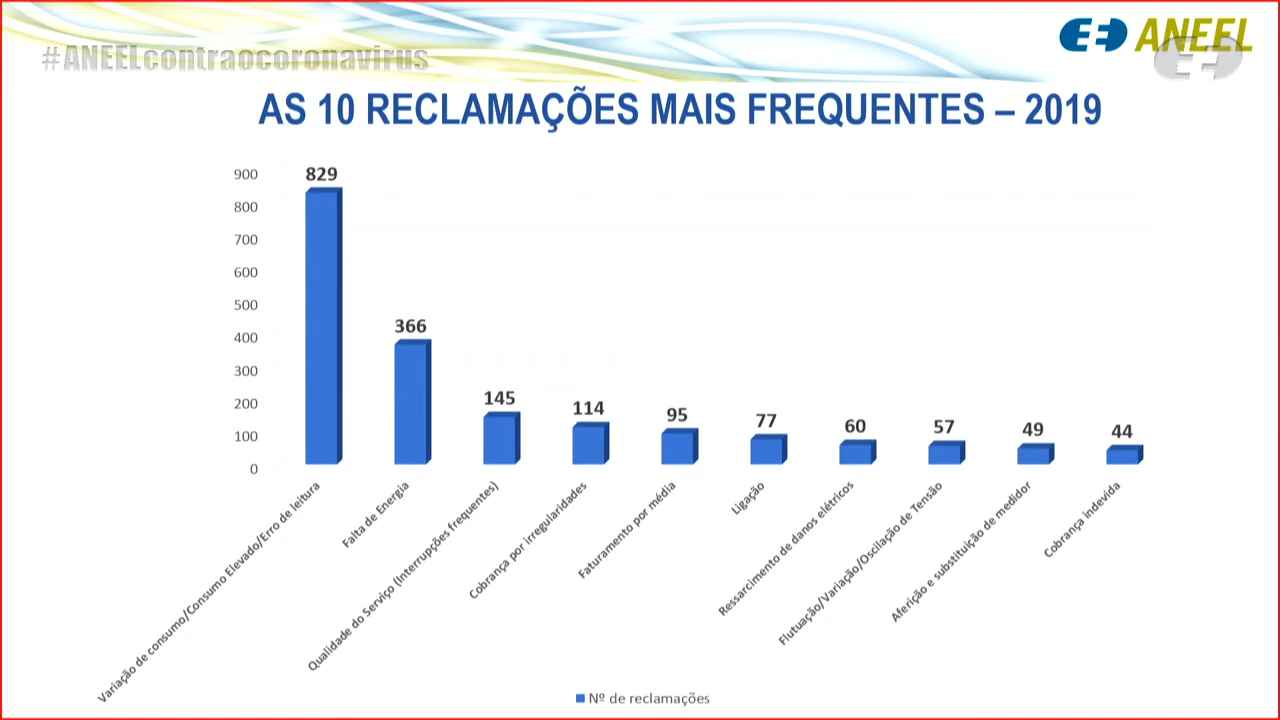 #ANEELcontraocoronavirus
ANEEL
AS 10 RECLAMAÇÕES MAIS FREQUENTES – 2019
900
800
700
600
500
400
300
200
100
0
829
366
145
114
95
77
60
57
49
44
Variação de consumo/Consumo Elevado/Erro de leitura
Falta de Energia
Qualidade do Serviço (Interrupções frequentes)
Cobrança por irregularidades
Faturamento por média
Ligação
Ressarcimento de danos elétricos
Flutuação/Variação/Oscilação de Tensão
Aferição e substituição de medidor
Cobrança indevida
Nº de reclamações